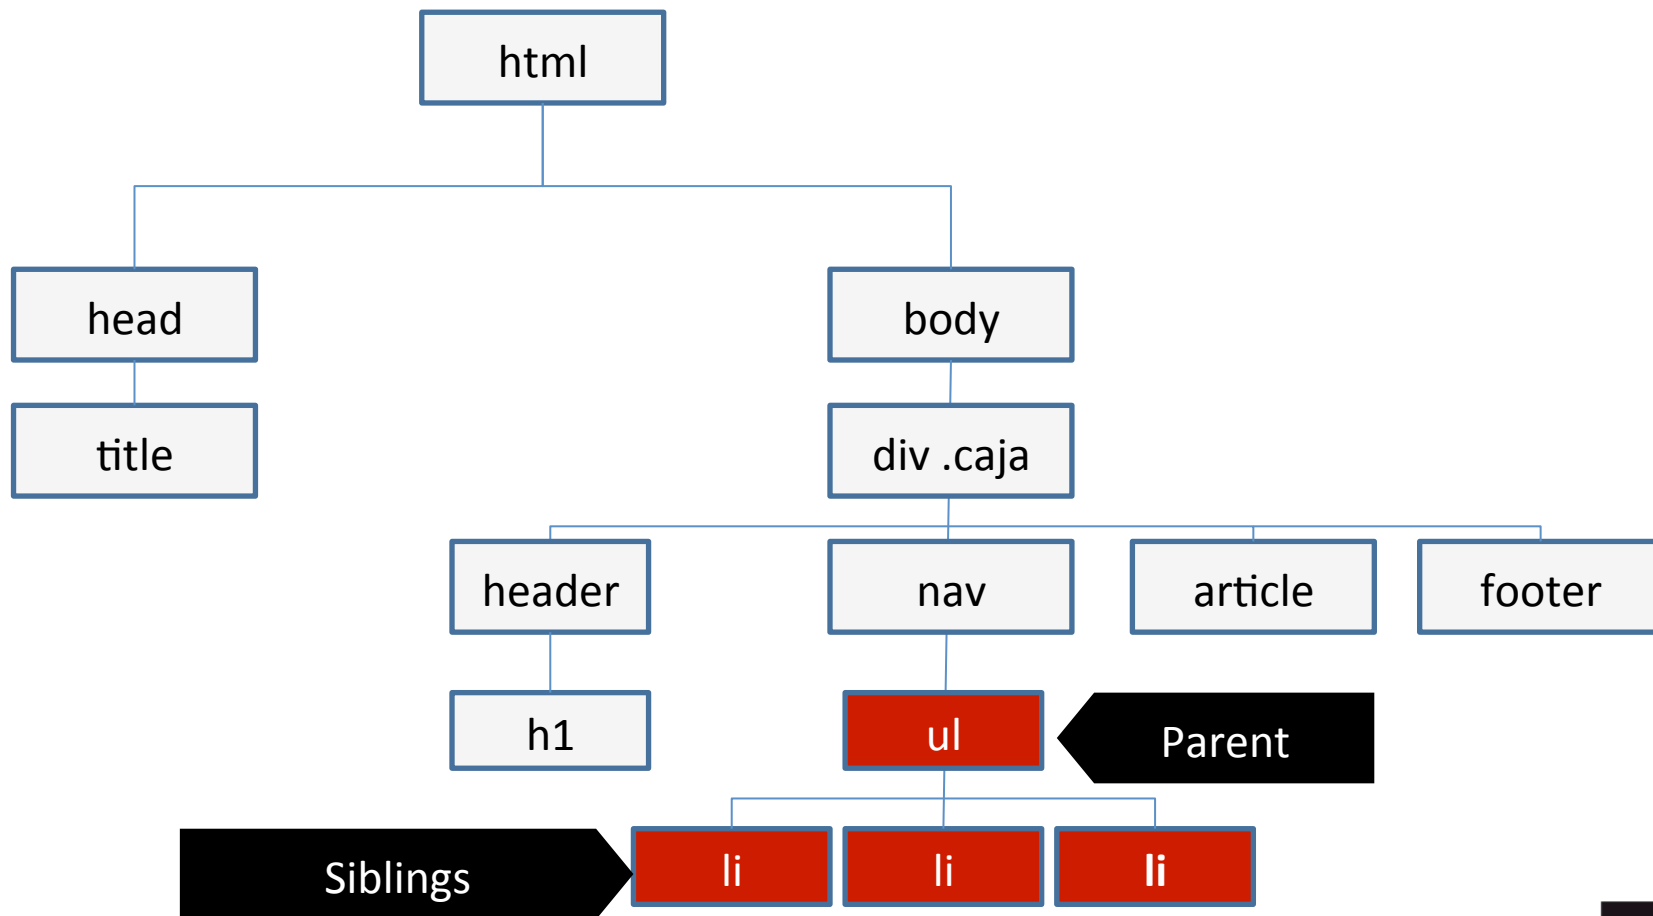 html
head
body
title
div .caja
header
nav
article
footer
h1
ul
Parent
Siblings
li
li
li